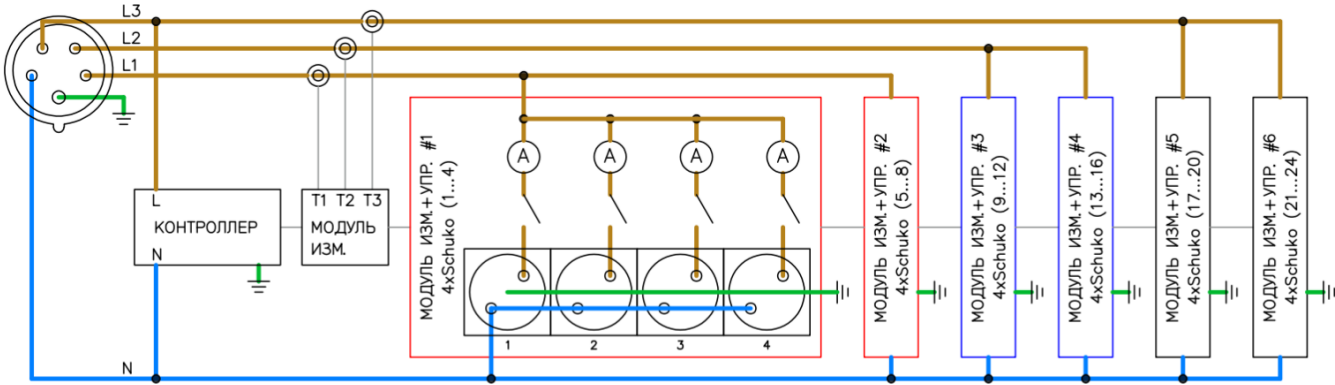 L3
L2
L1
L
КОНТРОЛЛЕР
N
T1 T2 T3
МОДУЛЬ
ИЗМ.
МОДУЛЬ ИЗМ.+УПР. #1
4xSchuko (1...4)
A
A
A
A
1
2
3
4
МОДУЛЬ ИЗМ.+УПР. #2
4xSchuko (5...8)
МОДУЛЬ ИЗМ.+УПР. #3
4xSchuko (9...12)
МОДУЛЬ ИЗМ.+УПР. #4
4xSchuko (13...16)
МОДУЛЬ ИЗМ.+УПР. #5
4xSchuko (17...20)
МОДУЛЬ ИЗМ.+УПР. #6
4xSchuko (21...24)
N